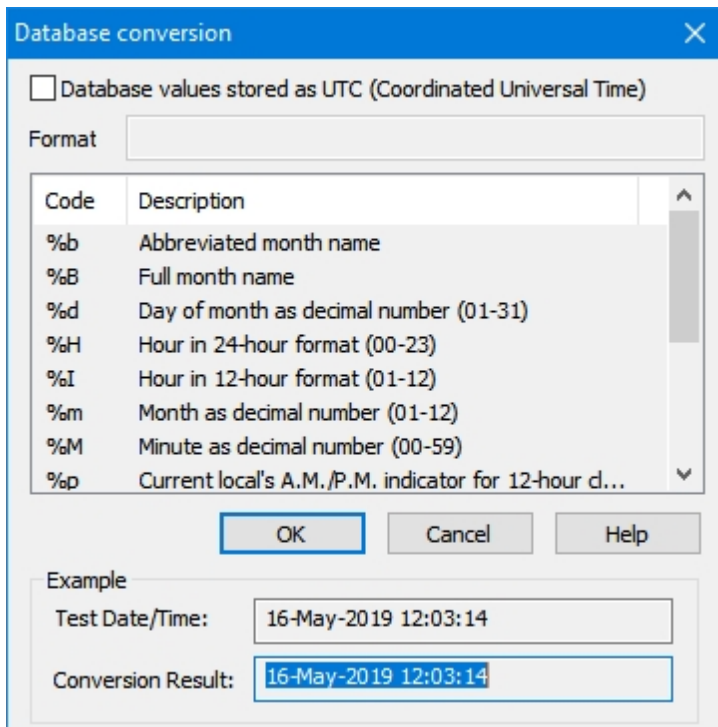 Database conversion
Database values stored as UTC (Coordinated Universal Time)
Format
Code Description
%b Abbreviated month name
%B Full month name
%d Day of month as decimal number (01-31)
%H Hour in 24-hour format (00-23)
%I Hour in 12-hour format (01-12)
%m Month as decimal number (01-12)
%M Minute as decimal number (00-59)
%p Current local's A.M./P.M. indicator for 12-hour cl...
OK Cancel Help
Example
Test Date/Time: 16-May-2019 12:03:14
Conversion Result: 16-May-2019 12:03:14